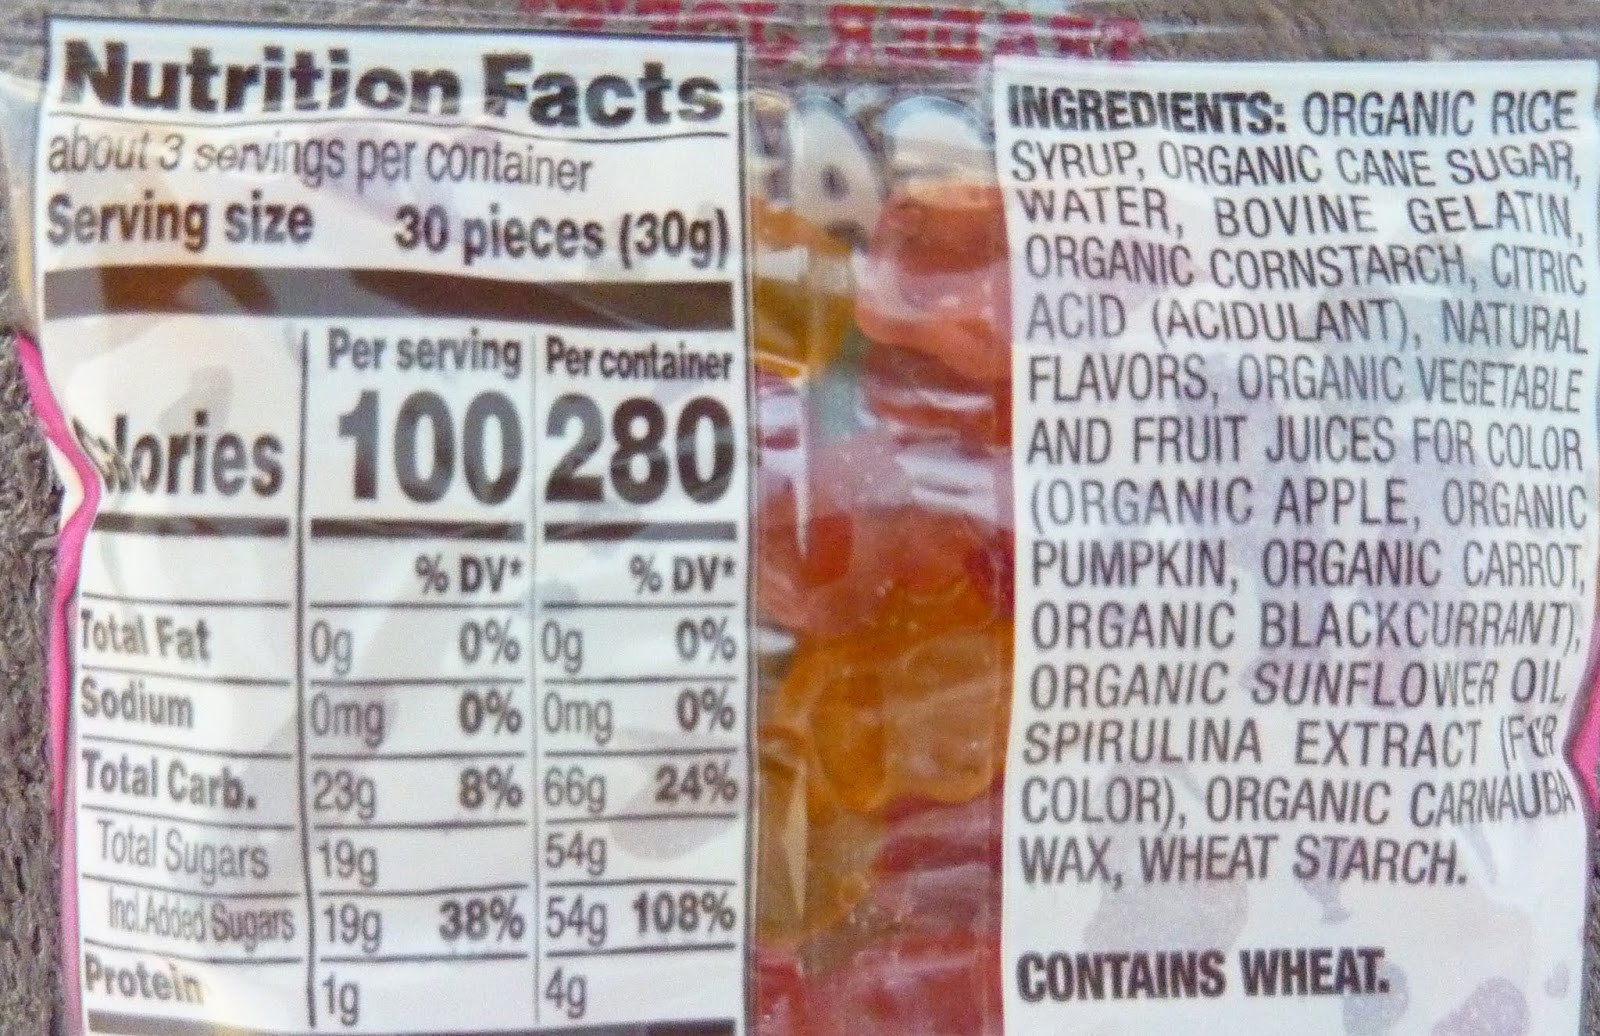 TRADER JOE'S
Nutrition Facts
about 3 servings per container
Serving size 30 pieces (30g)
Per serving Per container
Calories 100 280
% DV* % DV*
Total Fat 0g 0% 0g 0%
Sodium 0mg 0% 0mg 0%
Total Carb. 23g 8% 66g 24%
Total Sugars 19g 54g
Incl. Added Sugars 19g 38% 54g 108%
Protein 1g 4g
INGREDIENTS: ORGANIC RICE
SYRUP, ORGANIC CANE SUGAR,
WATER, BOVINE GELATIN,
ORGANIC CORNSTARCH, CITRIC
ACID (ACIDULANT), NATURAL
FLAVORS, ORGANIC VEGETABLE
AND FRUIT JUICES FOR COLOR
(ORGANIC APPLE, ORGANIC
PUMPKIN, ORGANIC CARROT,
ORGANIC BLACKCURRANT),
ORGANIC SUNFLOWER OIL,
SPIRULINA EXTRACT (FOR
COLOR), ORGANIC CARNAUBA
WAX, WHEAT STARCH.
CONTAINS WHEAT.